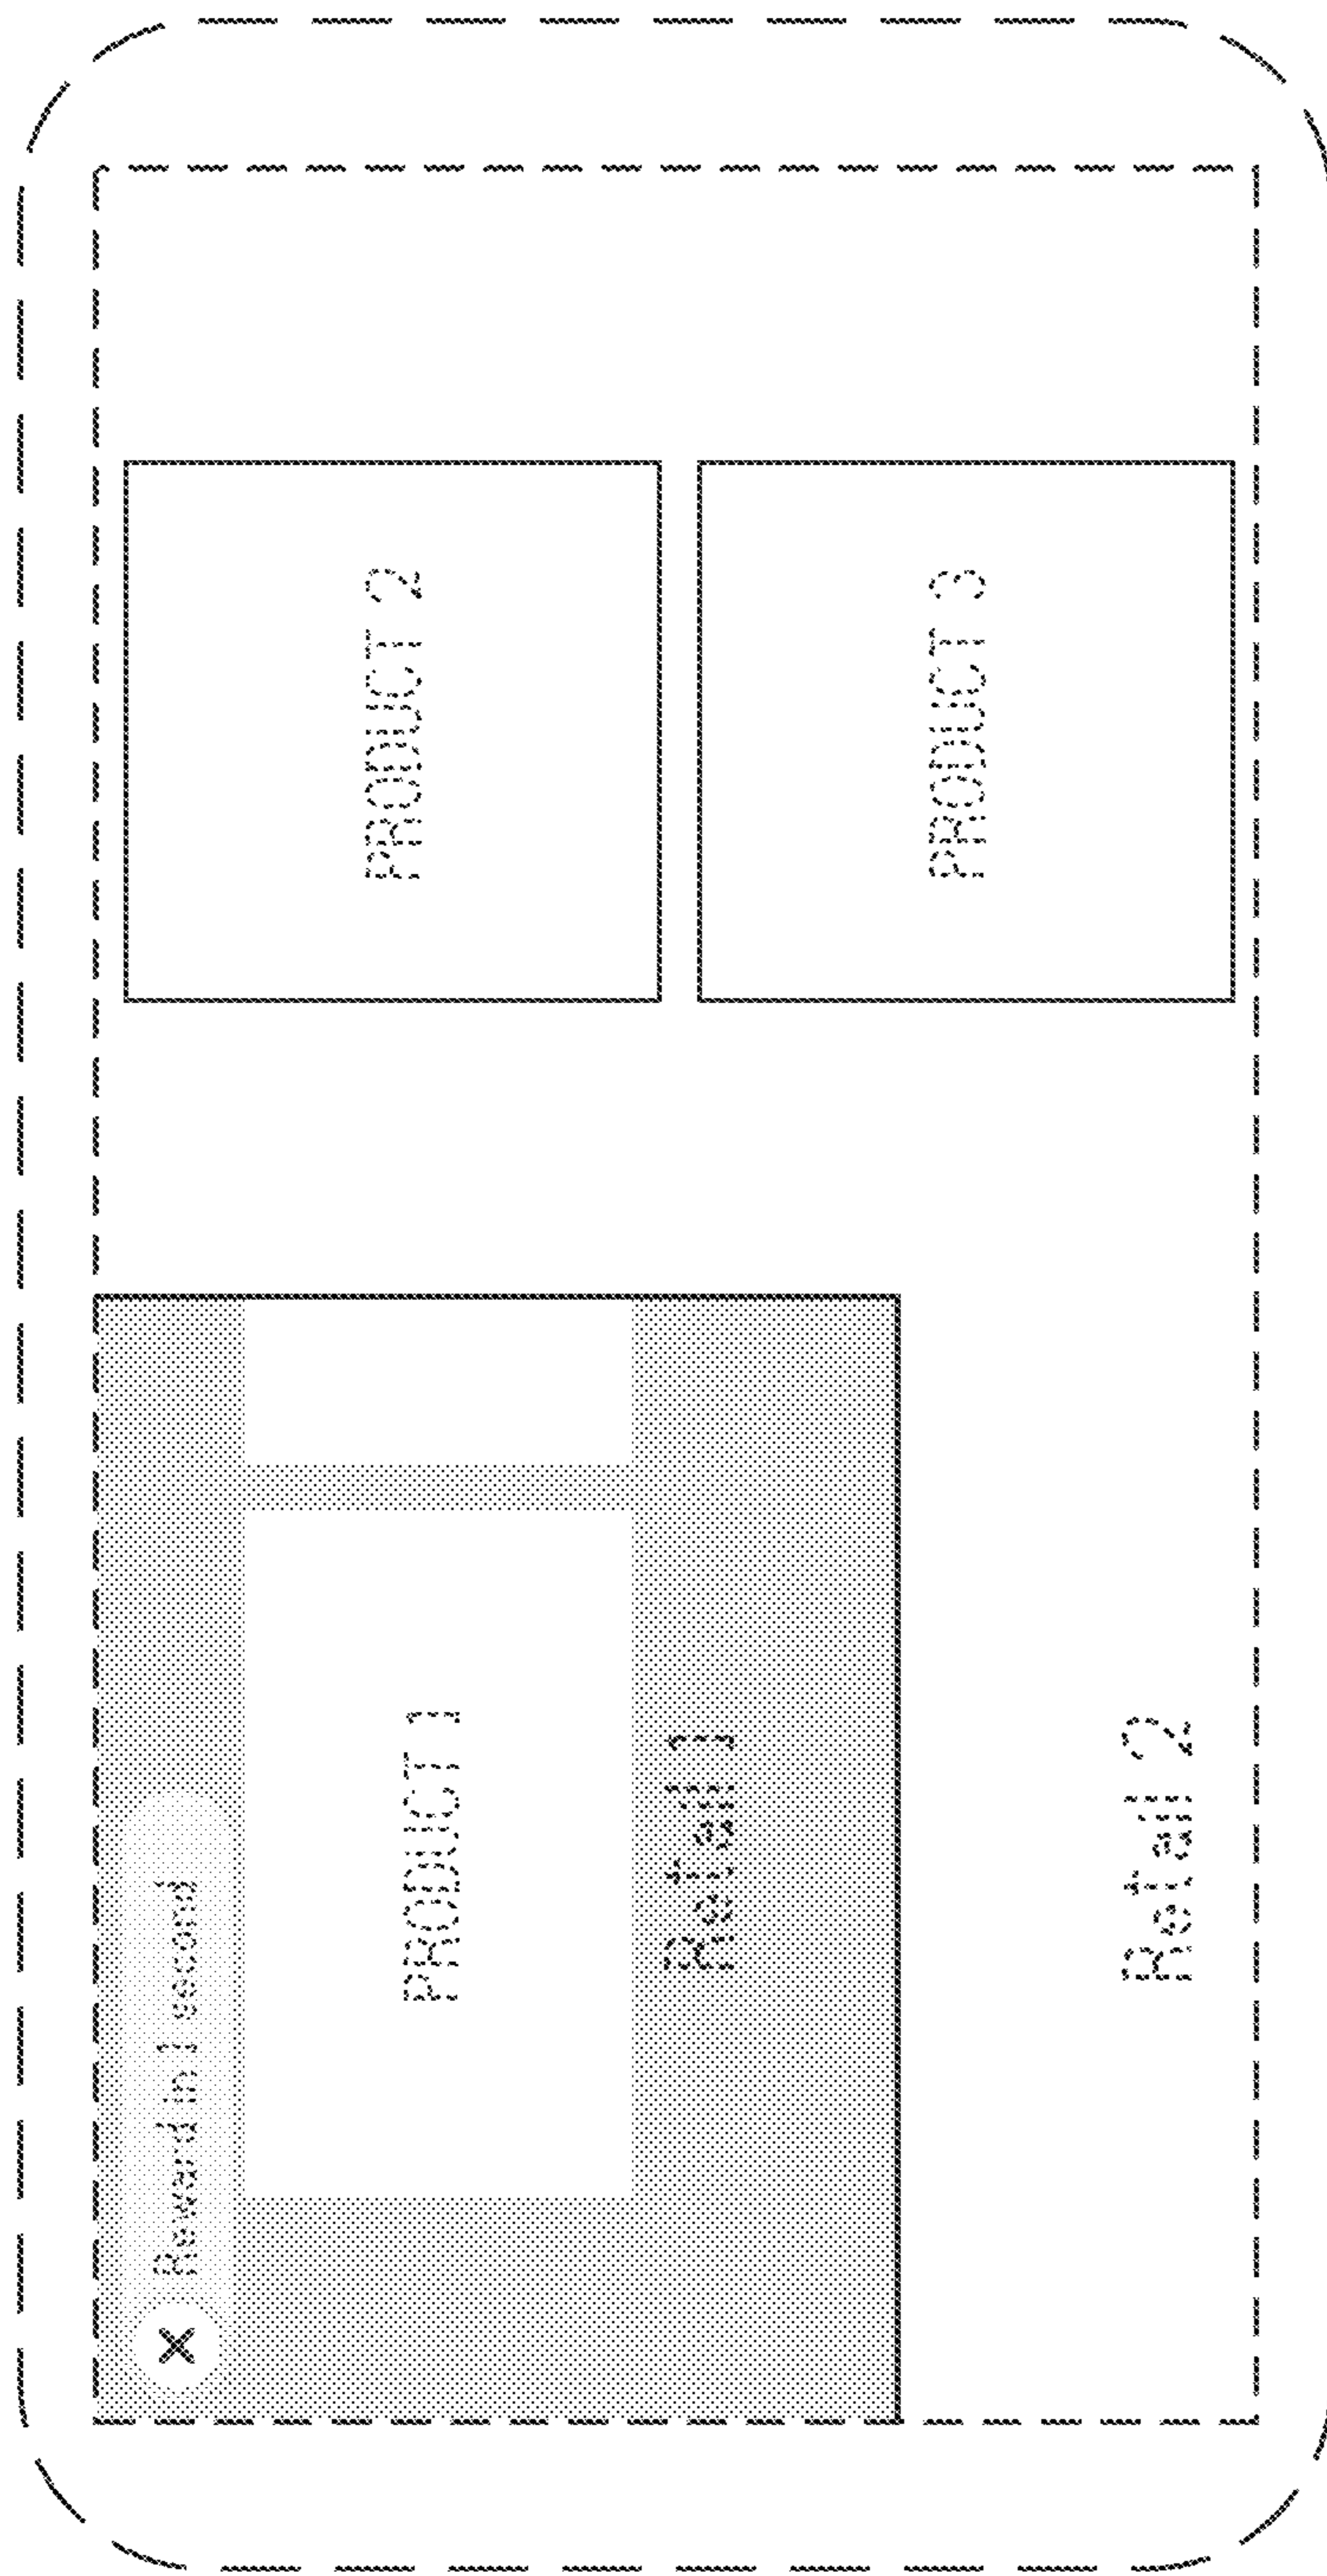 × Reward in 1 second
PRODUCT 1
Retail 1
Retail 2
PRODUCT 2
PRODUCT 3